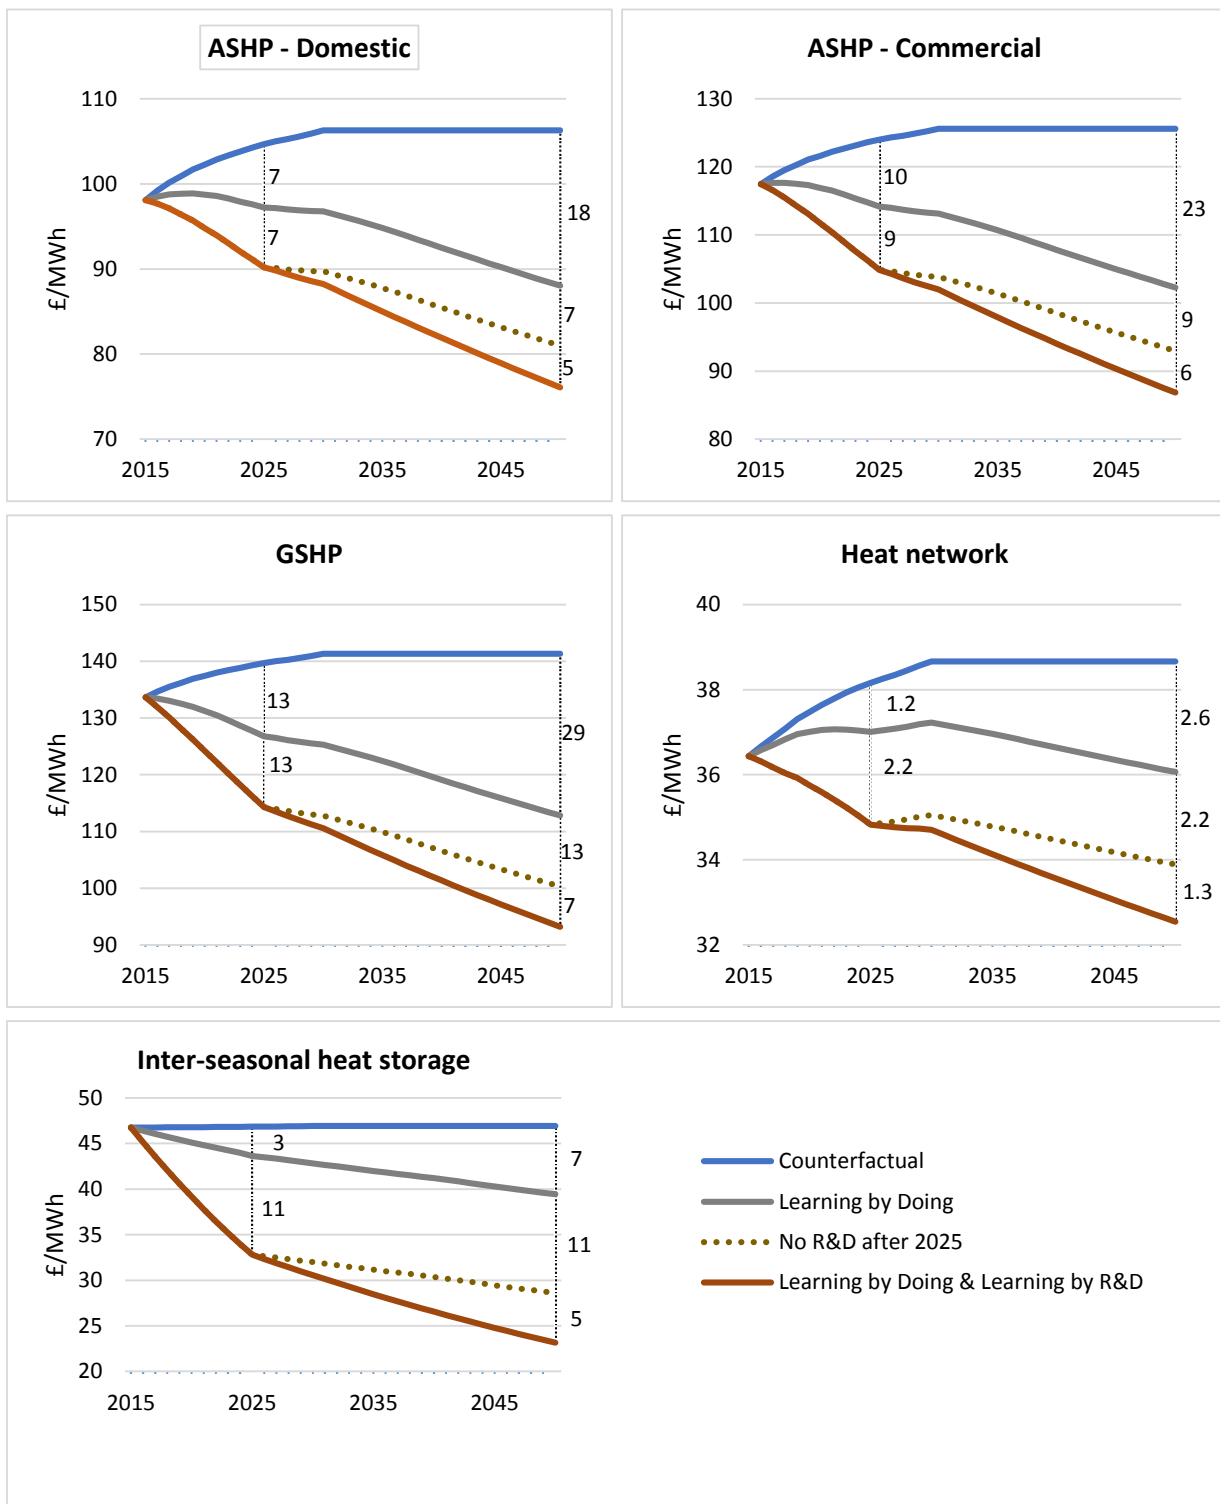 ASHP - Domestic
110
100
90
80
70
£/MWh
2015 2025 2035 2045
7
7
18
7
5
ASHP - Commercial
130
120
110
100
90
80
£/MWh
2015 2025 2035 2045
10
9
23
9
6
GSHP
150
140
130
120
110
100
90
£/MWh
2015 2025 2035 2045
13
13
29
13
7
Heat network
40
38
36
34
32
£/MWh
2015 2025 2035 2045
1.2
2.2
2.6
2.2
1.3
Inter-seasonal heat storage
50
45
40
35
30
25
20
£/MWh
2015 2025 2035 2045
3
11
7
11
5
Counterfactual
Learning by Doing
No R&D after 2025
Learning by Doing & Learning by R&D